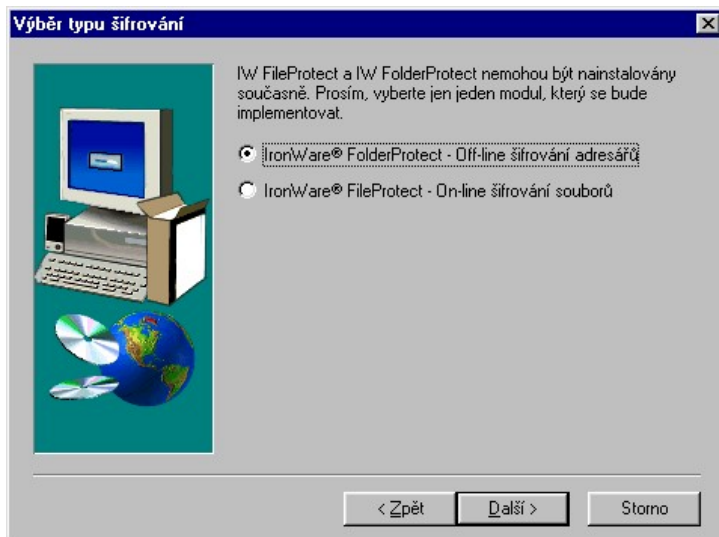 Výběr typu šifrování
IW FileProtect a IW FolderProtect nemohou být nainstalovány
současně. Prosím, vyberte jen jeden modul, který se bude
implementovat.
IronWare® FolderProtect - Off-line šifrování adresářů
IronWare® FileProtect - On-line šifrování souborů
< Zpět
Další >
Storno